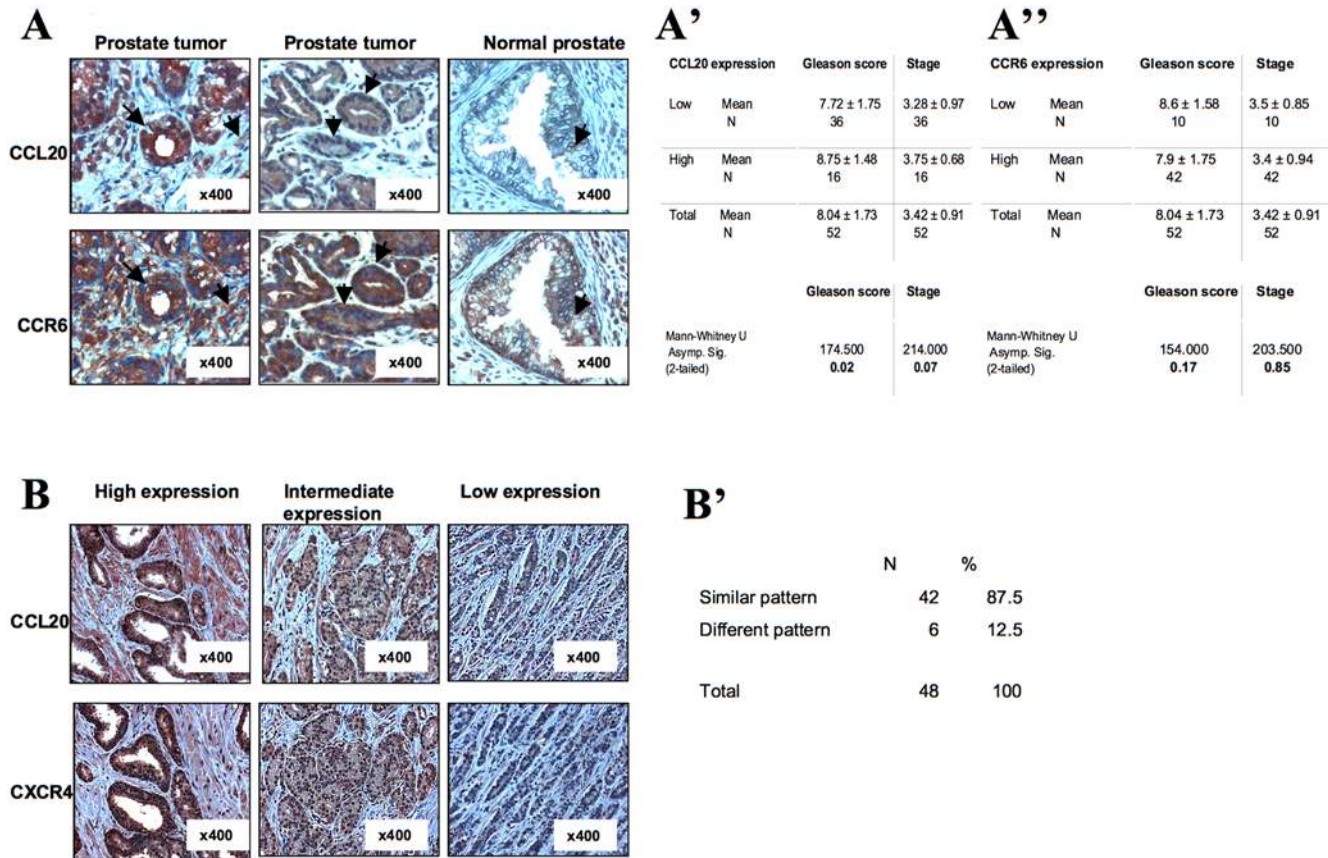 A
Prostate tumor Prostate tumor Normal prostate
CCL20
x400 x400 x400
CCR6
x400 x400 x400
A’
CCL20 expression Gleason score Stage
Low Mean 7.72 ± 1.75 3.28 ± 0.97
N 36 36
High Mean 8.75 ± 1.48 3.75 ± 0.68
N 16 16
Total Mean 8.04 ± 1.73 3.42 ± 0.91
N 52 52
Gleason score Stage
Mann-Whitney U 174.500 214.000
Asymp. Sig.
(2-tailed) 0.02 0.07
A’’
CCR6 expression Gleason score Stage
Low Mean 8.6 ± 1.58 3.5 ± 0.85
N 10 10
High Mean 7.9 ± 1.75 3.4 ± 0.94
N 42 42
Total Mean 8.04 ± 1.73 3.42 ± 0.91
N 52 52
Gleason score Stage
Mann-Whitney U 154.000 203.500
Asymp. Sig.
(2-tailed) 0.17 0.85
B
High expression Intermediate expression Low expression
CCL20
x400 x400 x400
CXCR4
x400 x400 x400
B’
N %
Similar pattern 42 87.5
Different pattern 6 12.5
Total 48 100